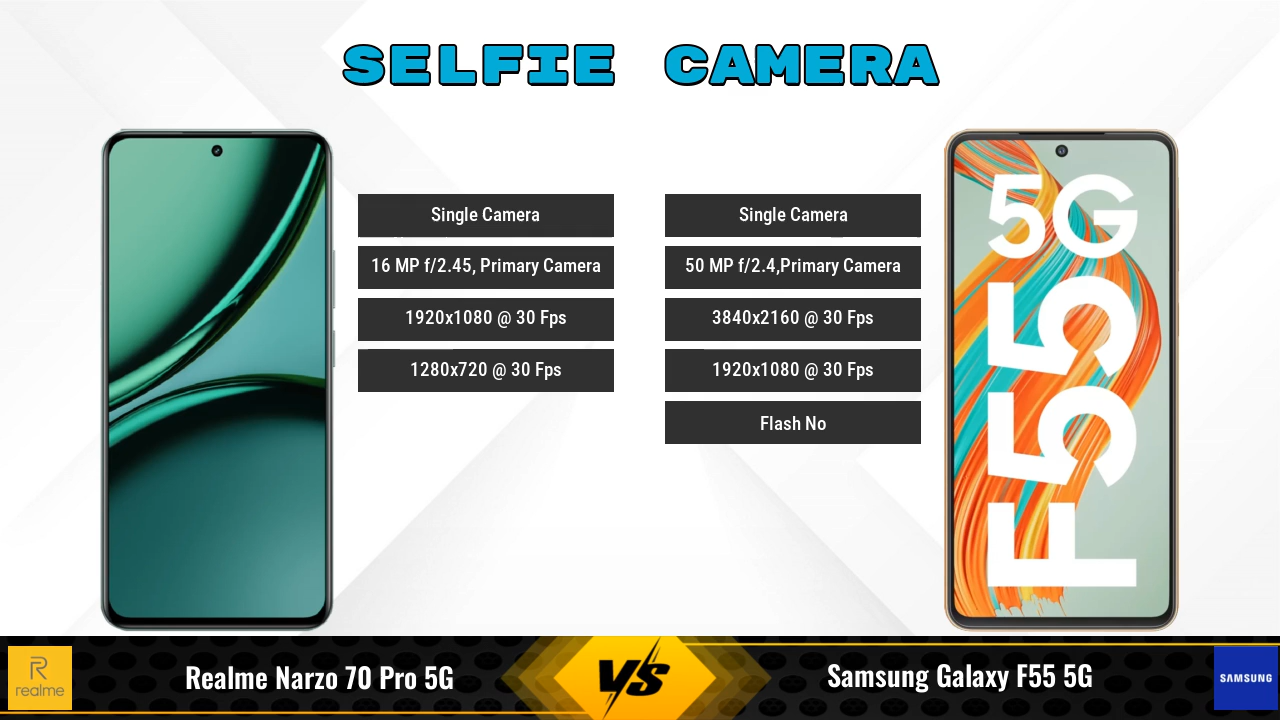 SELFIE CAMERA
Single Camera
16 MP f/2.45, Primary Camera
1920x1080 @ 30 Fps
1280x720 @ 30 Fps
Single Camera
50 MP f/2.4,Primary Camera
3840x2160 @ 30 Fps
1920x1080 @ 30 Fps
Flash No
5G
F55
R
realme
Realme Narzo 70 Pro 5G
VS
Samsung Galaxy F55 5G
SAMSUNG